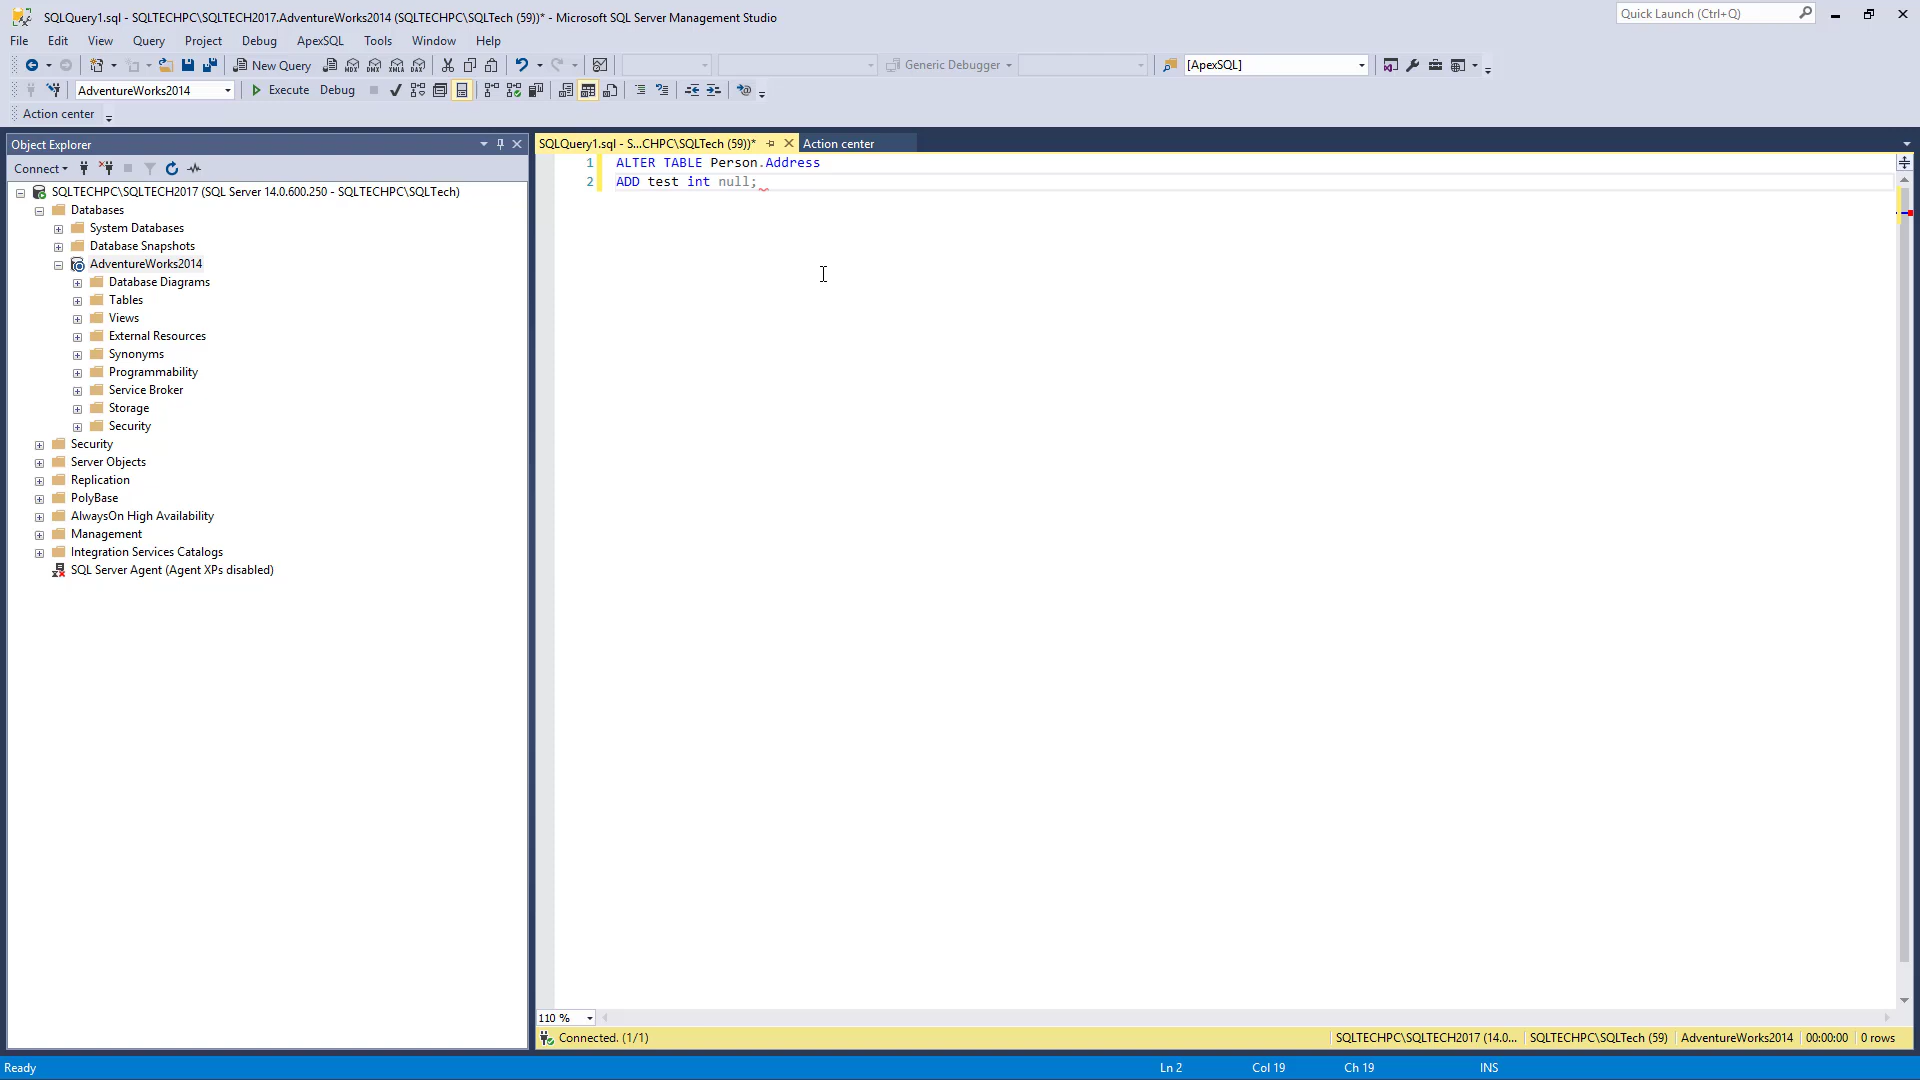 SQLQuery1.sql - SQLTECHPC\SQLTECH2017.AdventureWorks2014 (SQLTECHPC\SQLTech (59))* - Microsoft SQL Server Management Studio
Quick Launch (Ctrl+Q)
File Edit View Query Project Debug ApexSQL Tools Window Help
New Query MDX DMX XMLA DAX Generic Debugger [ApexSQL]
AdventureWorks2014 Execute Debug
Action center
Object Explorer
SQLQuery1.sql - S...CHPC\SQLTech (59))* Action center
Connect
SQLTECHPC\SQLTECH2017 (SQL Server 14.0.600.250 - SQLTECHPC\SQLTech)
Databases
System Databases
Database Snapshots
AdventureWorks2014
Database Diagrams
Tables
Views
External Resources
Synonyms
Programmability
Service Broker
Storage
Security
Security
Server Objects
Replication
PolyBase
AlwaysOn High Availability
Management
Integration Services Catalogs
SQL Server Agent (Agent XPs disabled)
1 ALTER TABLE Person.Address
2 ADD test int null;
110 %
Connected. (1/1) SQLTECHPC\SQLTECH2017 (14.0... SQLTECHPC\SQLTech (59) AdventureWorks2014 00:00:00 0 rows
Ready Ln 2 Col 19 Ch 19 INS